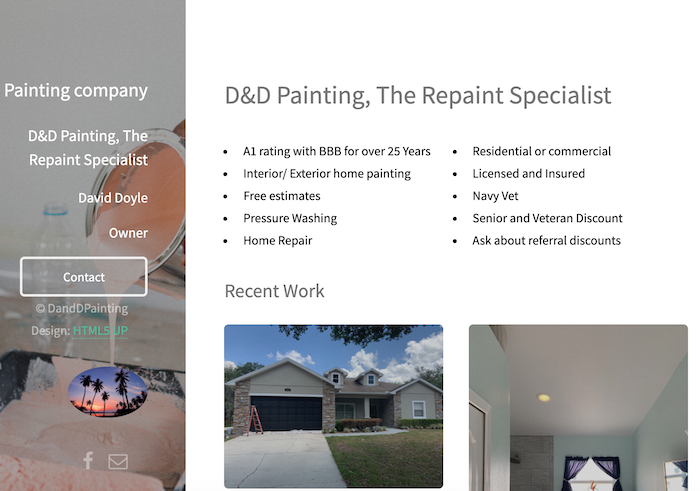 Painting company
D&D Painting, The
Repaint Specialist
David Doyle
Owner
Contact
© DandDPainting
Design: HTML5 UP
D&D Painting, The Repaint Specialist
A1 rating with BBB for over 25 Years
Interior/ Exterior home painting
Free estimates
Pressure Washing
Home Repair
Residential or commercial
Licensed and Insured
Navy Vet
Senior and Veteran Discount
Ask about referral discounts
Recent Work